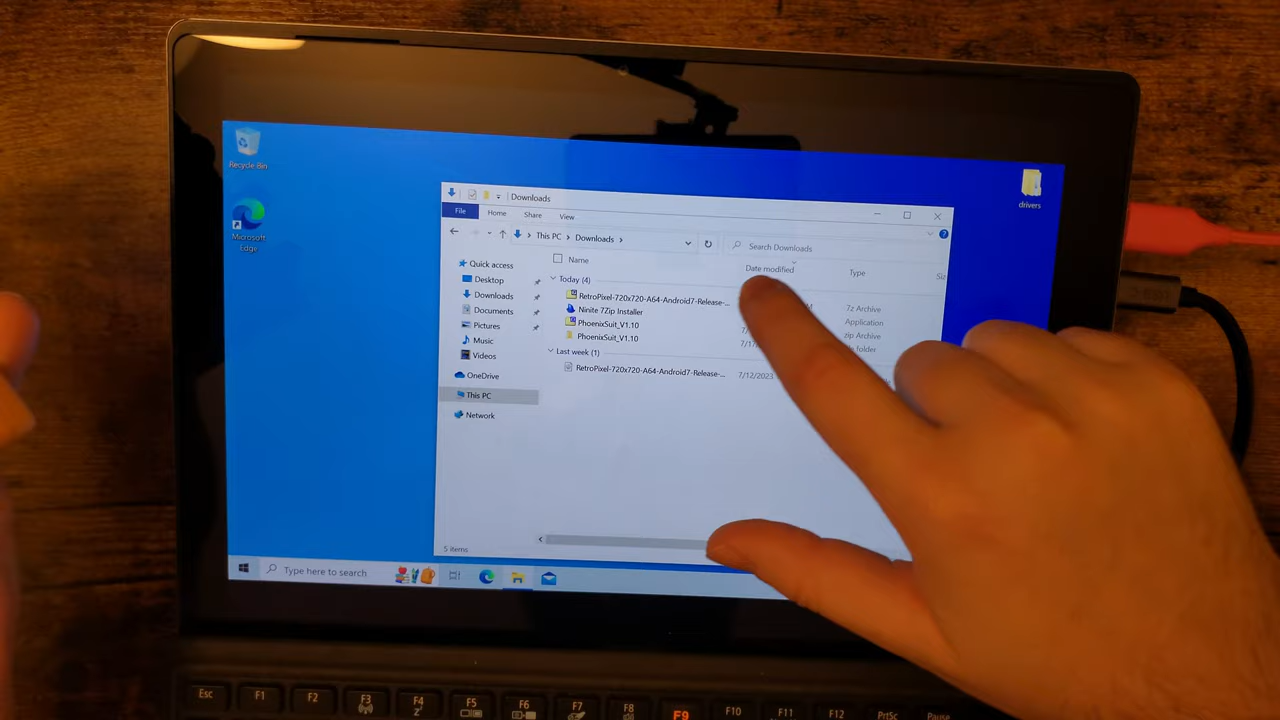 Recycle Bin
Microsoft
Edge
drivers
Downloads
File Home Share View
This PC Downloads
Search Downloads
Name Date modified Type Siz
Quick access
Desktop
Downloads
Documents
Pictures
Music
Videos
OneDrive
This PC
Network
Today (4)
RetroPixel-720x720-A64-Android7-Release-... 7z Archive
Ninite 7Zip Installer Application
PhoenixSuit_V1.10 zip Archive
PhoenixSuit_V1.10 folder
Last week (1)
RetroPixel-720x720-A64-Android7-Release-... 7/12/2023
5 items
Type here to search
Esc F1 F2 F3 F4 F5 F6 F7 F8 F9 F10 F11 F12 PrtSc Pause